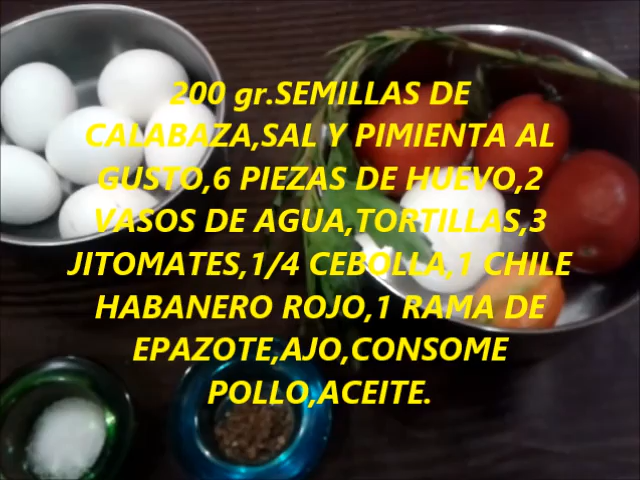 200 gr.SEMILLAS DE
CALABAZA,SAL Y PIMIENTA AL
GUSTO,6 PIEZAS DE HUEVO,2
VASOS DE AGUA,TORTILLAS,3
JITOMATES,1/4 CEBOLLA,1 CHILE
HABANERO ROJO,1 RAMA DE
EPAZOTE,AJO,CONSOME
POLLO,ACEITE.